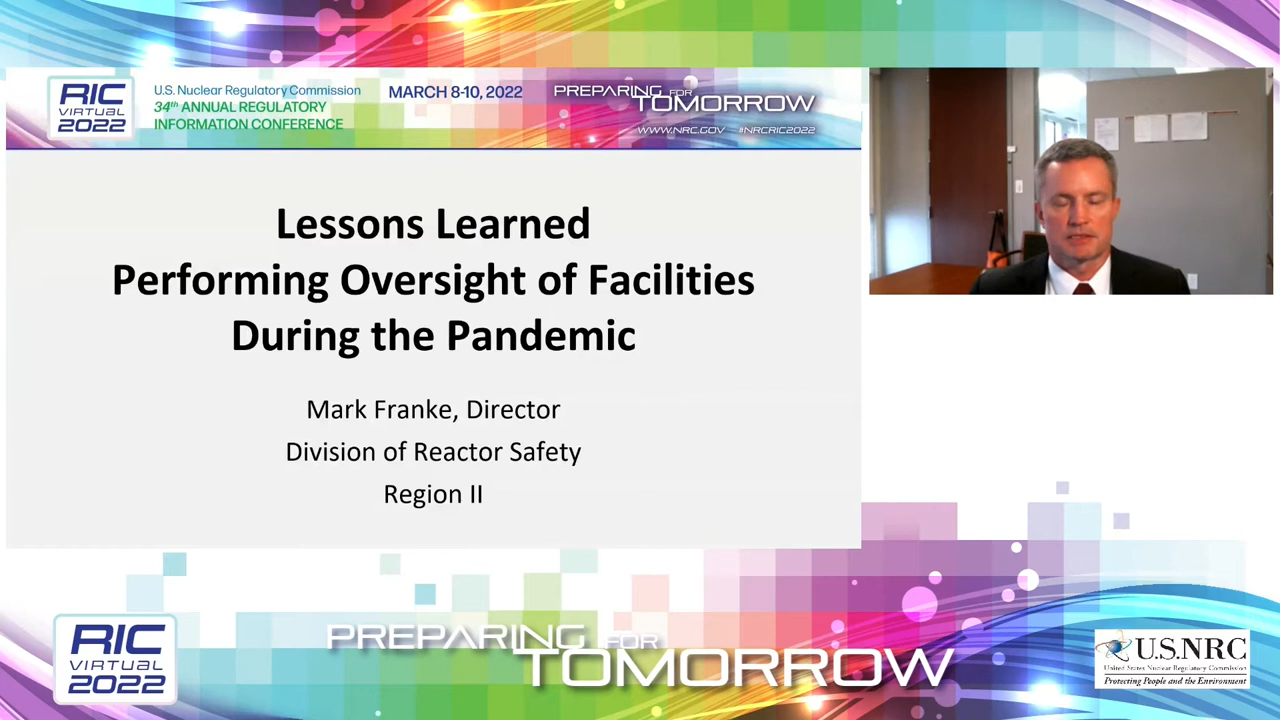 RIC
VIRTUAL
2022
U.S. Nuclear Regulatory Commission
34th ANNUAL REGULATORY
INFORMATION CONFERENCE
MARCH 8-10, 2022
PREPARING FOR
TOMORROW
WWW.NRC.GOV #NRCRIC2022
Lessons Learned
Performing Oversight of Facilities
During the Pandemic
Mark Franke, Director
Division of Reactor Safety
Region II
RIC
VIRTUAL
2022
PREPARING FOR
TOMORROW
U.S.NRC
United States Nuclear Regulatory Commission
Protecting People and the Environment